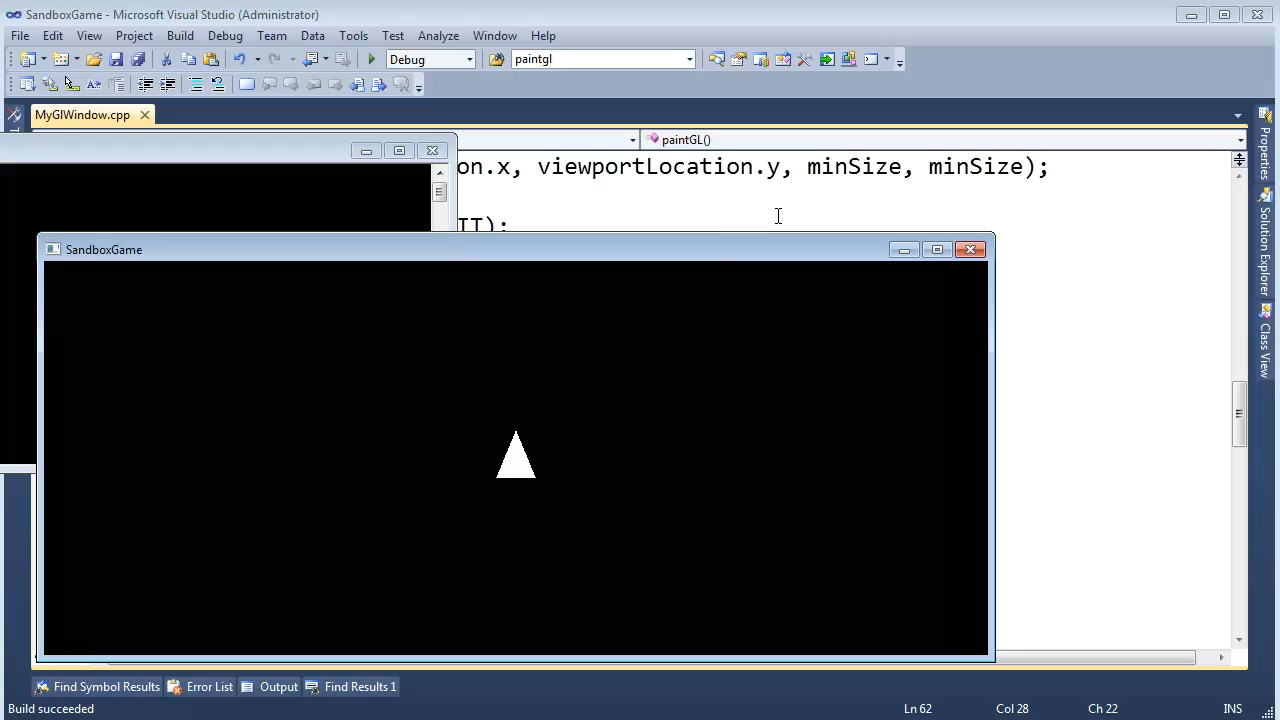 SandboxGame - Microsoft Visual Studio (Administrator)
File Edit View Project Build Debug Team Data Tools Test Analyze Window Help
Debug paintgl
MyGlWindow.cpp
paintGL()
on.x, viewportLocation.y, minSize, minSize);
IT);
SandboxGame
Properties
Solution Explorer
Class View
Find Symbol Results Error List Output Find Results 1
Build succeeded Ln 62 Col 28 Ch 22 INS